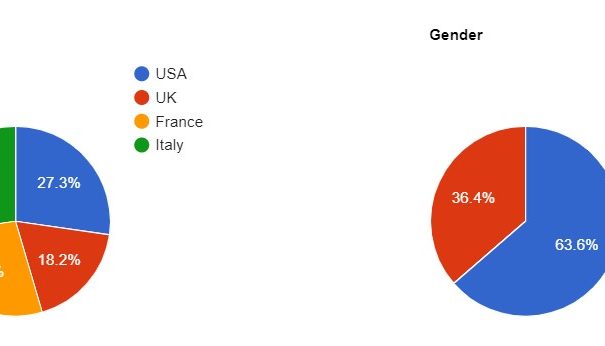 Gender
USA
UK
France
Italy
27.3%
18.2%
%
36.4%
63.6%